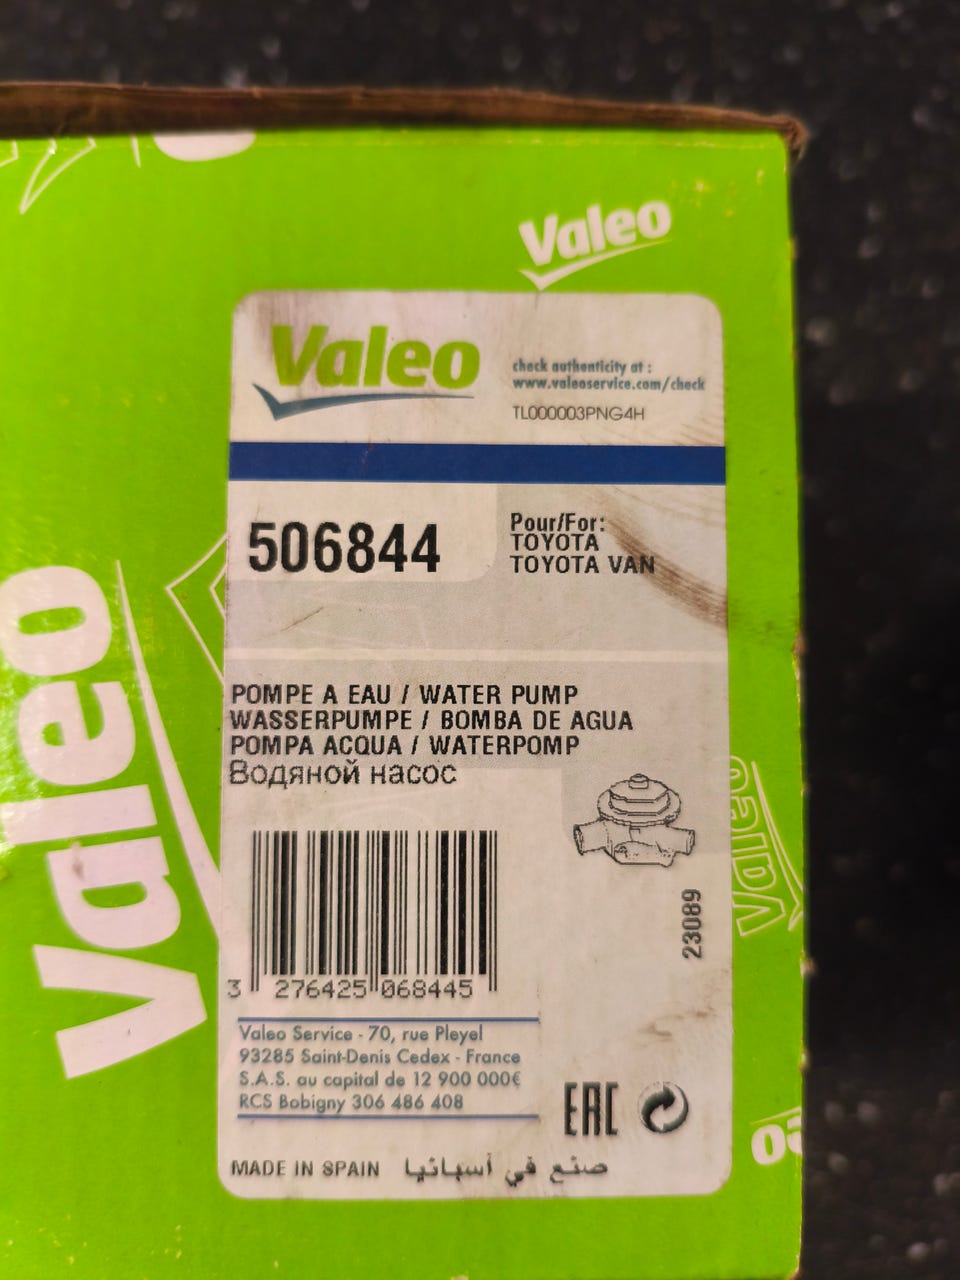 Valeo
Valeo
check authenticity at :
www.valeoservice.com/check
TL000003PNG4H
506844
Pour/For:
TOYOTA
TOYOTA VAN
POMPE A EAU / WATER PUMP
WASSERPUMPE / BOMBA DE AGUA
POMPA ACQUA / WATERPOMP
Водяной насос
23089
3 276425 068445
Valeo Service - 70, rue Pleyel
93285 Saint-Denis Cedex - France
S.A.S. au capital de 12 900 000€
RCS Bobigny 306 486 408
EAC
MADE IN SPAIN صنع في أسبانيا
Valeo
Valeo